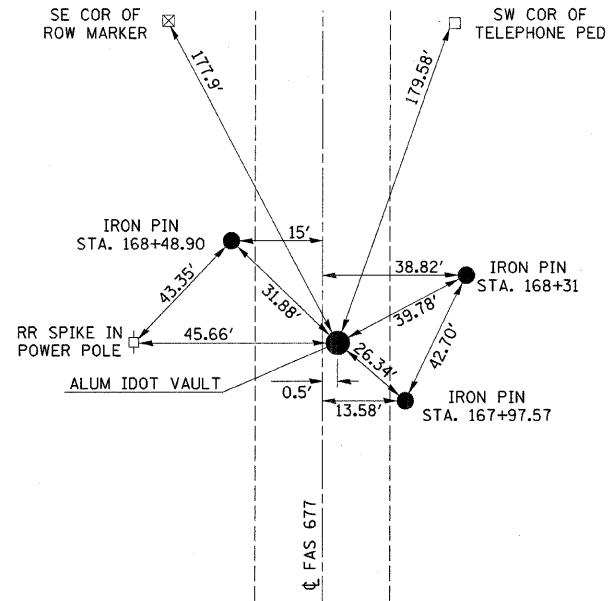 SE COR OF
ROW MARKER
SW COR OF
TELEPHONE PED
177.9'
179.58'
IRON PIN
STA. 168+48.90
15'
38.82'
IRON PIN
STA. 168+31
43.35'
31.88'
39.78'
42.70'
RR SPIKE IN
POWER POLE
45.66'
26.34'
ALUM IDOT VAULT
0.5'
13.58'
IRON PIN
STA. 167+97.57
℄ FAS 677